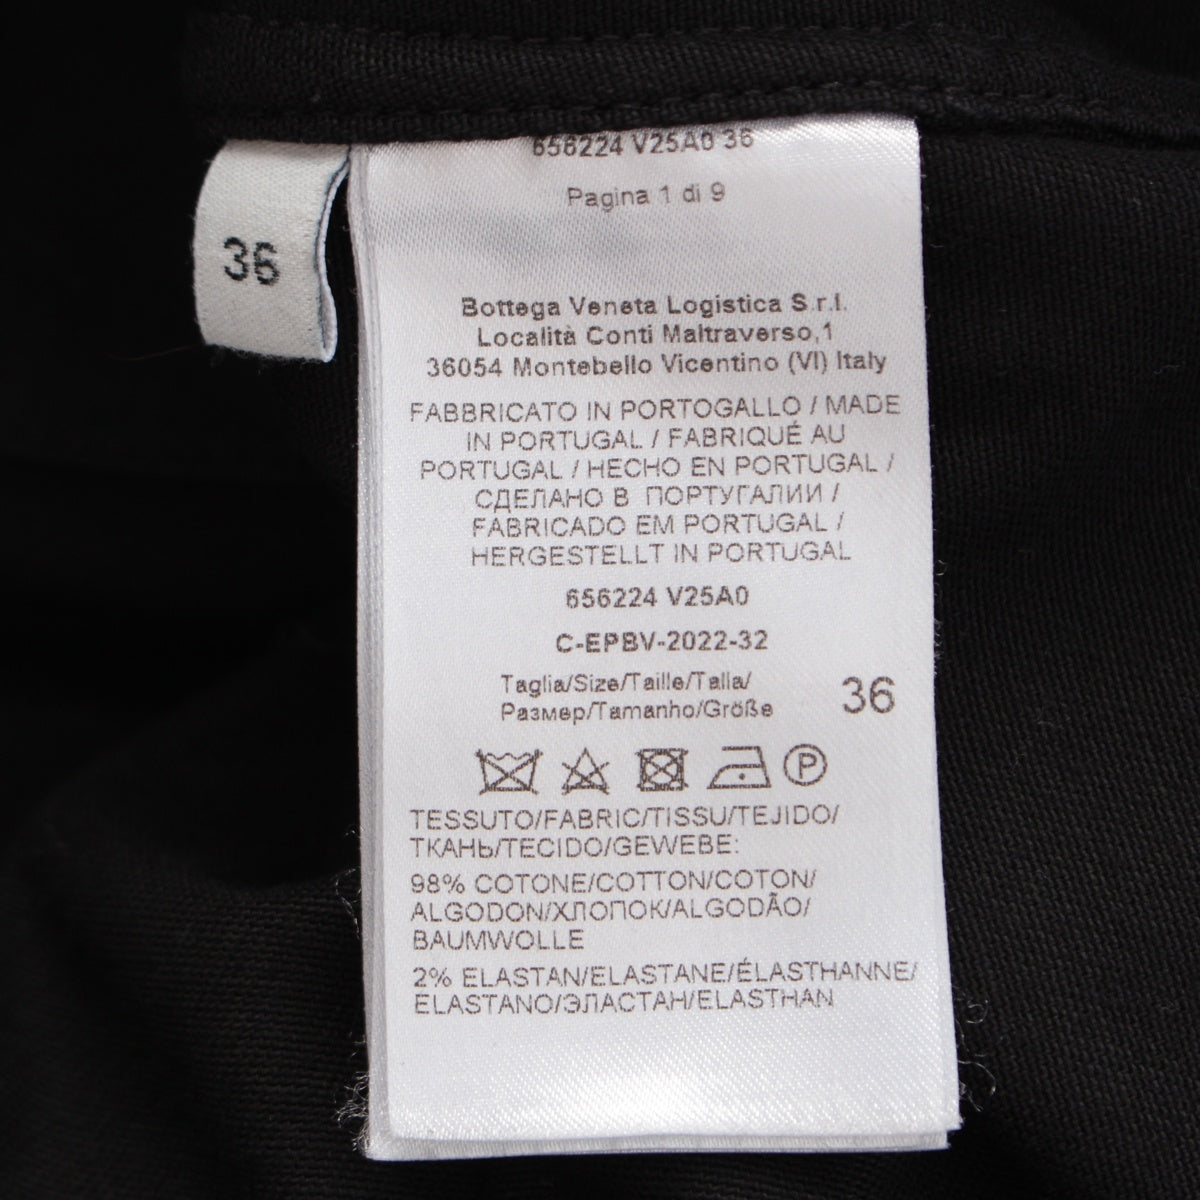 656224 V25A0 36
Pagina 1 di 9
36
Bottega Veneta Logistica S.r.l.
Località Conti Maltraverso,1
36054 Montebello Vicentino (VI) Italy
FABBRICATO IN PORTOGALLO / MADE
IN PORTUGAL / FABRIQUÉ AU
PORTUGAL / HECHO EN PORTUGAL /
СДЕЛАНО В ПОРТУГАЛИИ /
FABRICADO EM PORTUGAL /
HERGESTELLT IN PORTUGAL
656224 V25A0
C-EPBV-2022-32
Taglia/Size/Taille/Talla/
Размер/Tamanho/Größe
36
P
TESSUTO/FABRIC/TISSU/TEJIDO/
ТКАНЬ/TECIDO/GEWEBE:
98% COTONE/COTTON/COTON/
ALGODON/ХЛОПОК/ALGODÃO/
BAUMWOLLE
2% ELASTAN/ELASTANE/ÉLASTHANNE/
ELASTANO/ЭЛАСТАН/ELASTHAN